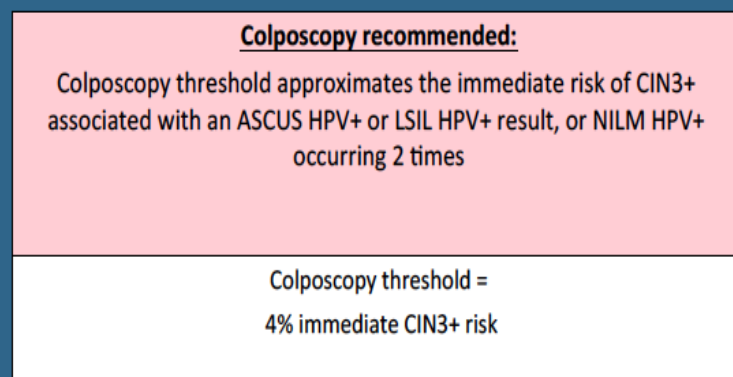 Colposcopy recommended:
Colposcopy threshold approximates the immediate risk of CIN3+
associated with an ASCUS HPV+ or LSIL HPV+ result, or NILM HPV+
occurring 2 times
Colposcopy threshold =
4% immediate CIN3+ risk